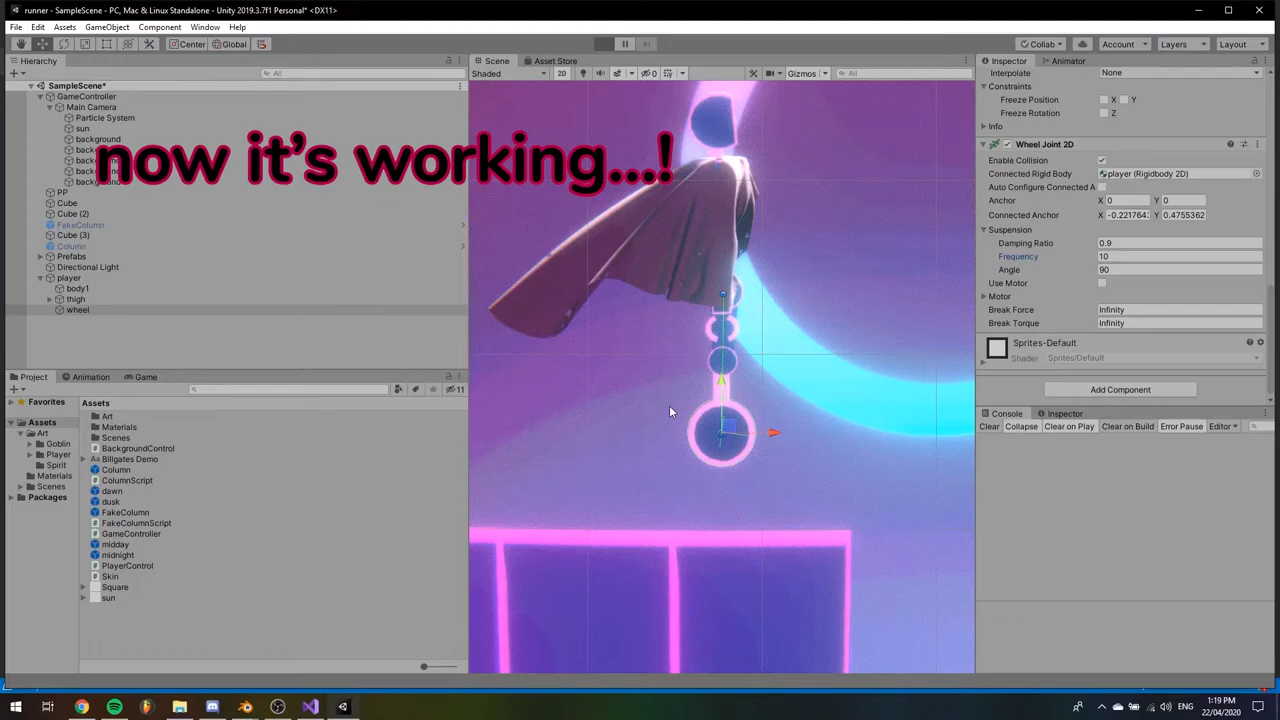 runner - SampleScene - PC, Mac & Linux Standalone - Unity 2019.3.7f1 Personal* <DX11>
File Edit Assets GameObject Component Window Help
Center Global Collab Account Layers Layout
Hierarchy
All
SampleScene*
GameController
Main Camera
Particle System
sun
background
PP
Cube
Cube (2)
FakeColumn
Cube (3)
Column
Prefabs
Directional Light
player
body1
thigh
wheel
now it's working...!
Scene Asset Store
Shaded 2D 0 Gizmos All
Project Animation Game
11
Favorites
Assets
Art
Goblin
Player
Spirit
Materials
Scenes
Packages
Assets
Art
Materials
Scenes
BackgroundControl
Billgates Demo
Column
ColumnScript
dawn
dusk
FakeColumn
FakeColumnScript
GameController
midday
midnight
PlayerControl
Skin
Square
sun
Inspector Animator
Interpolate None
Constraints
Freeze Position X Y
Freeze Rotation Z
Info
Wheel Joint 2D
Enable Collision
Connected Rigid Body player (Rigidbody 2D)
Auto Configure Connected A
Anchor X 0 Y 0
Connected Anchor X -0.221764: Y 0.4755362
Suspension
Damping Ratio 0.9
Frequency 10
Angle 90
Use Motor
Motor
Break Force Infinity
Break Torque Infinity
Sprites-Default
Shader Sprites/Default
Add Component
Console Inspector
Clear Collapse Clear on Play Clear on Build Error Pause Editor
ENG
1:19 PM
22/04/2020